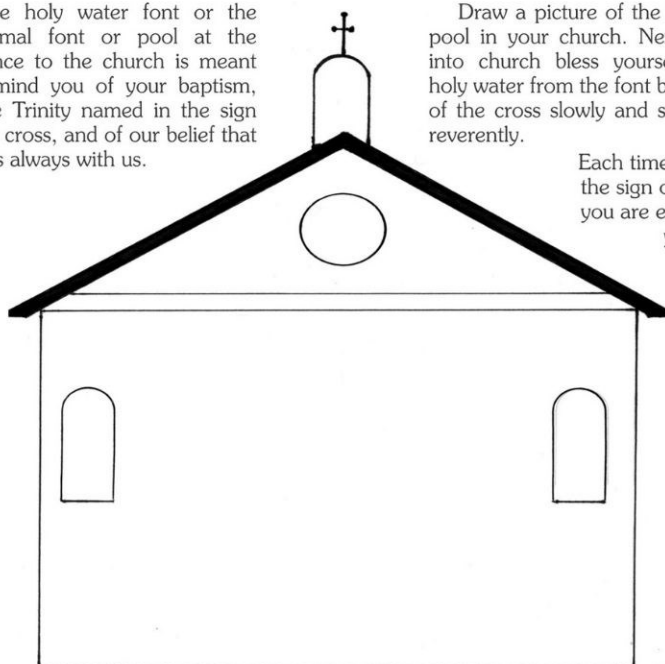 e holy water font or the
mal font or pool at the
nce to the church is meant
mind you of your baptism,
e Trinity named in the sign
cross, and of our belief that
s always with us.
Draw a picture of the
pool in your church. Ne
into church bless yourse
holy water from the font b
of the cross slowly and s
reverently.
Each time
the sign o
you are e